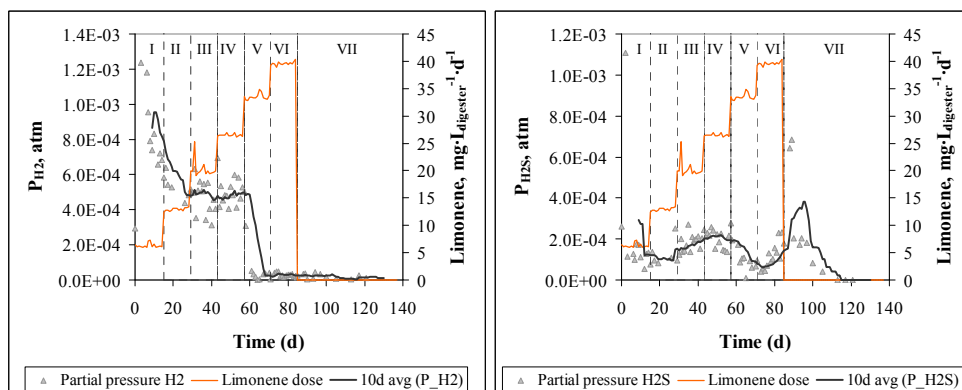 I II III IV V VI VII
1.4E-03
1.2E-03
1.0E-03
8.0E-04
6.0E-04
4.0E-04
2.0E-04
0.0E+00
P_H2, atm
45
40
35
30
25
20
15
10
5
0
Limonene, mg·L_digester^-1·d^-1
0 20 40 60 80 100 120 140
Time (d)
Partial pressure H2 Limonene dose 10d avg (P_H2)
I II III IV V VI VII
1.2E-03
1.0E-03
8.0E-04
6.0E-04
4.0E-04
2.0E-04
0.0E+00
P_H2S, atm
45
40
35
30
25
20
15
10
5
0
Limonene, mg·L_digester^-1·d^-1
0 20 40 60 80 100 120 140
Time (d)
Partial pressure H2S Limonene dose 10d avg (P_H2S)